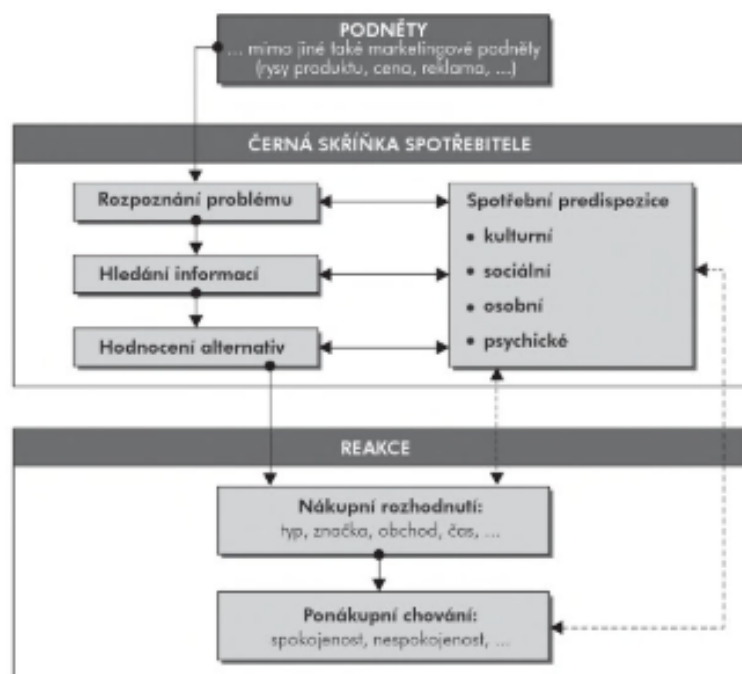 PODNĚTY
... mimo jiné také marketingové podněty
(rysy produktu, cena, reklama, ...)
ČERNÁ SKŘÍŇKA SPOTŘEBITELE
Rozpoznání problému
Hledání informací
Hodnocení alternativ
Spotřební predispozice
• kulturní
• sociální
• osobní
• psychické
REAKCE
Nákupní rozhodnutí:
typ, značka, obchod, čas, ...
Ponákupní chování:
spokojenost, nespokojenost, ...